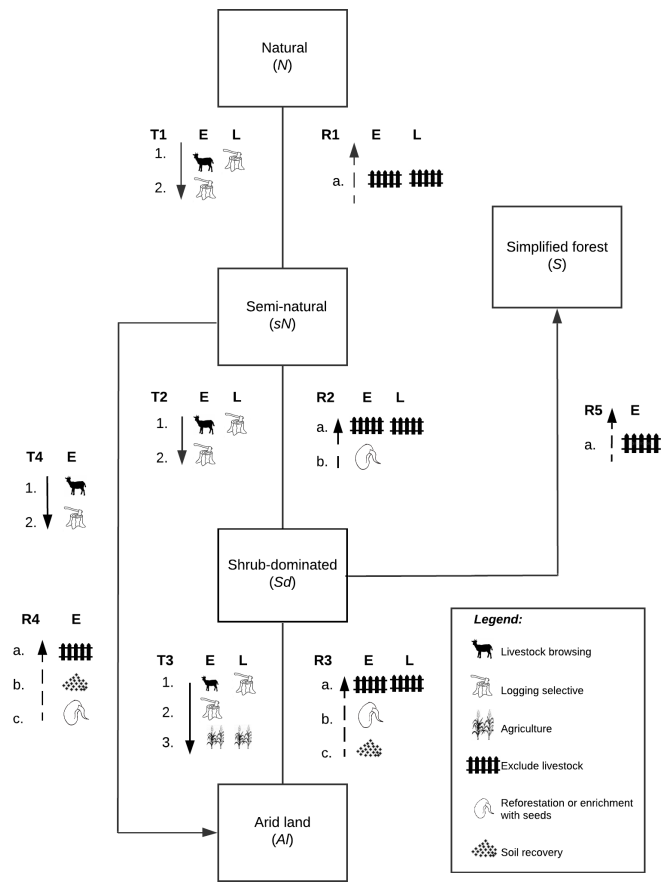 Natural
(N)
T1 E L
1.
2.
R1 E L
a.
Simplified forest
(S)
Semi-natural
(sN)
T2 E L
1.
2.
R2 E L
a.
b.
R5 E
a.
T4 E
1.
2.
Shrub-dominated
(Sd)
R4 E
a.
b.
c.
T3 E L
1.
2.
3.
R3 E L
a.
b.
c.
Arid land
(Al)
Legend:
Livestock browsing
Logging selective
Agriculture
Exclude livestock
Reforestation or enrichment
with seeds
Soil recovery